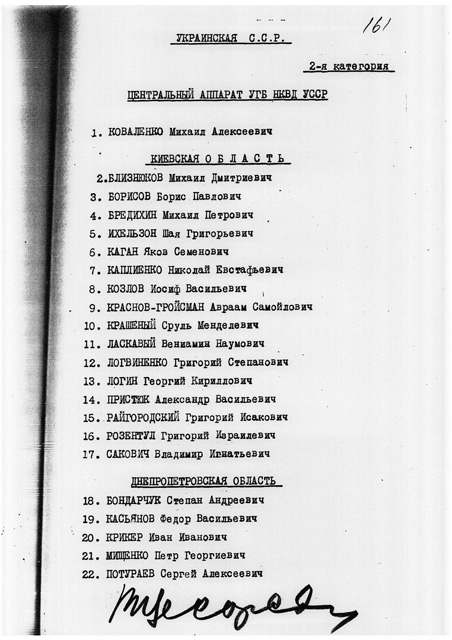 161
УКРАИНСКАЯ С.С.Р.
2-я категория
ЦЕНТРАЛЬНЫЙ АППАРАТ УГБ НКВД УССР
1. КОВАЛЕНКО Михаил Алексеевич
КИЕВСКАЯ ОБЛАСТЬ
2.БЛИЗНЮКОВ Михаил Дмитриевич
3. БОРИСОВ Борис Павлович
4. БРЕДИХИН Михаил Петрович
5. ИХЕЛЬЗОН Шая Григорьевич
6. КАГАН Яков Семенович
7. КАПЛИЕНКО Николай Евстафьевич
8. КОЗЛОВ Иосиф Васильевич
9. КРАСНОВ-ГРОЙСМАН Авраам Самойлович
10. КРАШЕНЫЙ Сруль Менделевич
11. ЛАСКАВЫЙ Вениамин Наумович
12. ЛОГВИНЕНКО Григорий Степанович
13. ЛОГИН Георгий Кириллович
14. ПРИСТЮК Александр Васильевич
15. РАЙГОРОДСКИЙ Григорий Исакович
16. РОЗЕНТУЛ Григорий Израилевич
17. САКОВИЧ Владимир Игнатьевич
ДНЕПРОПЕТРОВСКАЯ ОБЛАСТЬ
18. БОНДАРЧУК Степан Андреевич
19. КАСЬЯНОВ Федор Васильевич
20. КРИКЕР Иван Иванович
21. МИЩЕНКО Петр Георгиевич
22. ПОТУРАЕВ Сергей Алексеевич